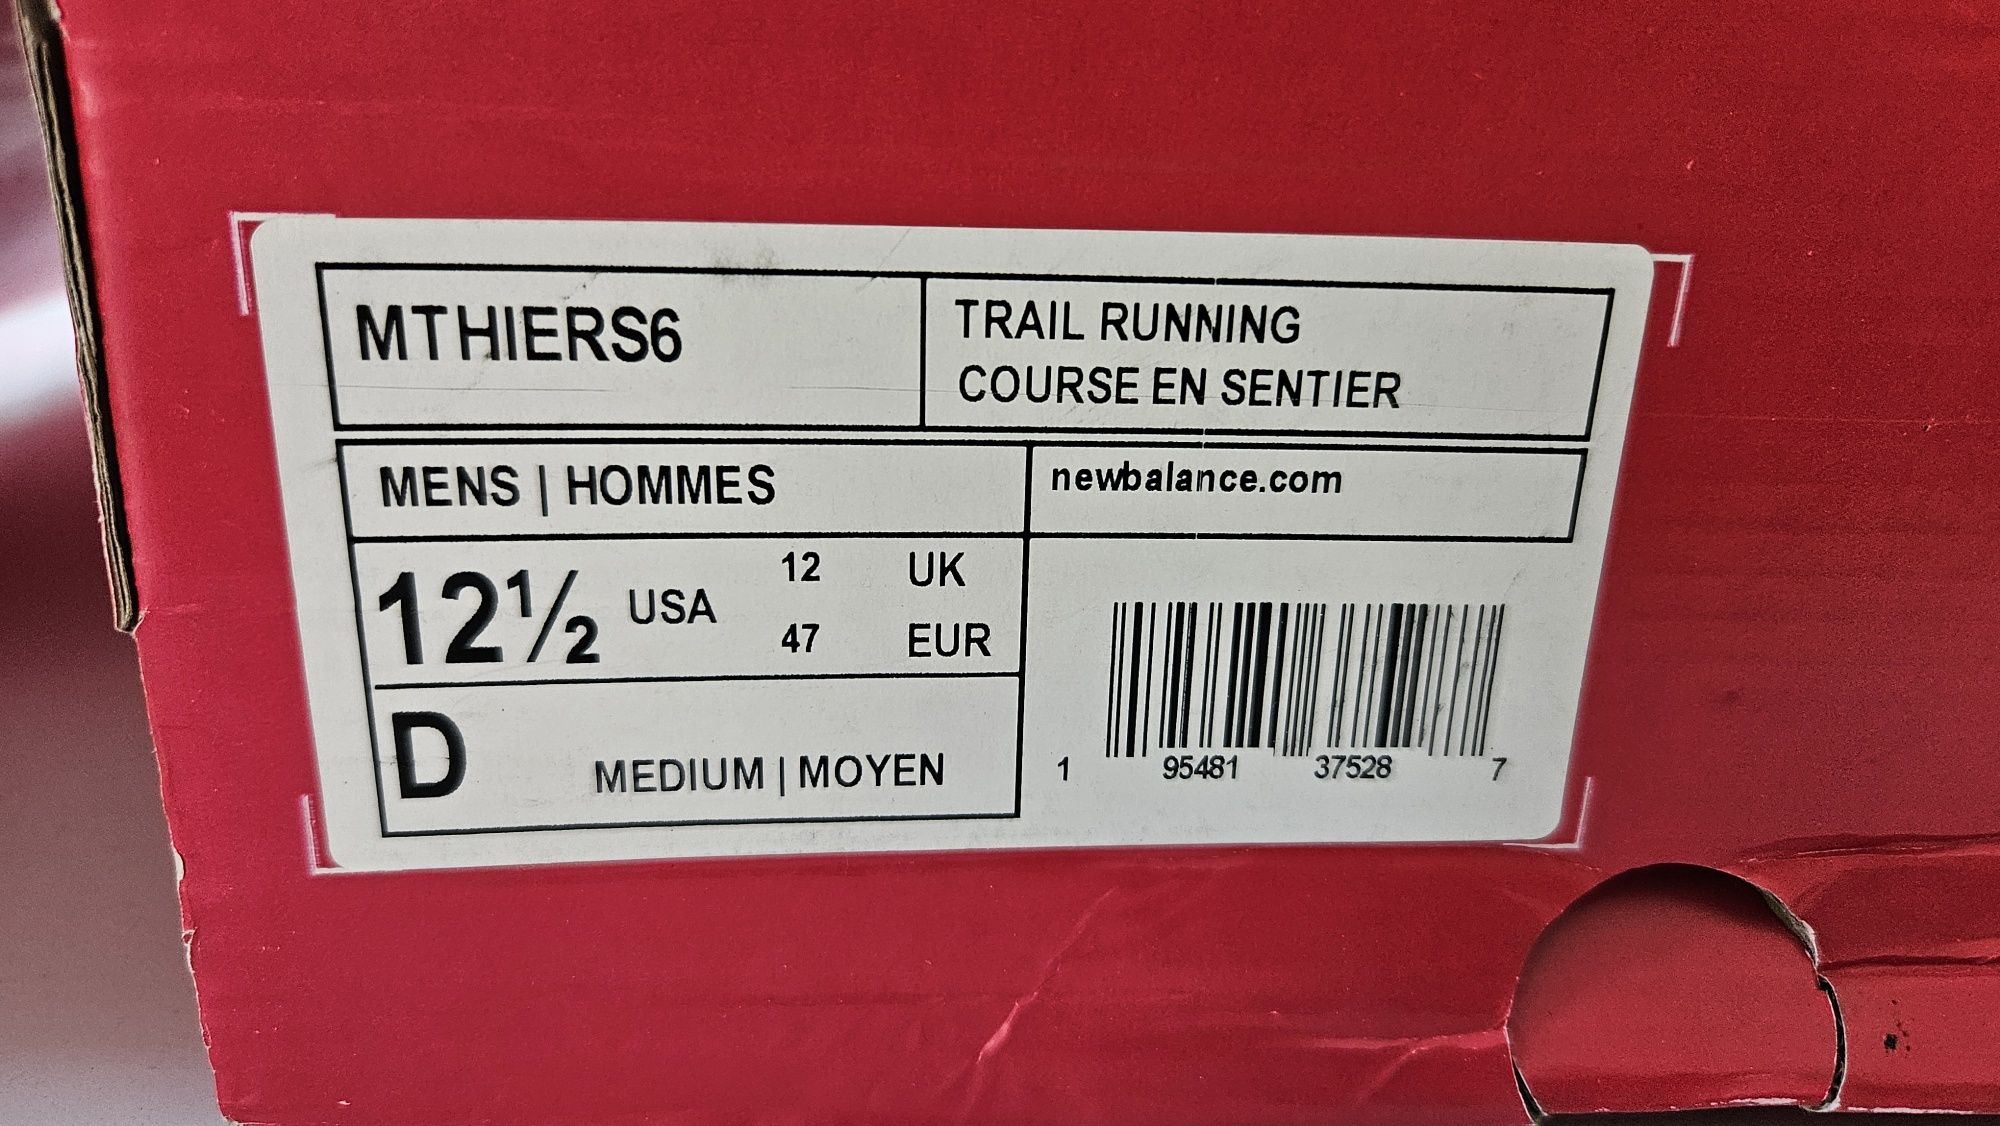 MTHIERS6
TRAIL RUNNING
COURSE EN SENTIER
MENS | HOMMES
newbalance.com
12½ USA
12 UK
47 EUR
D
MEDIUM | MOYEN
1 95481 37528 7